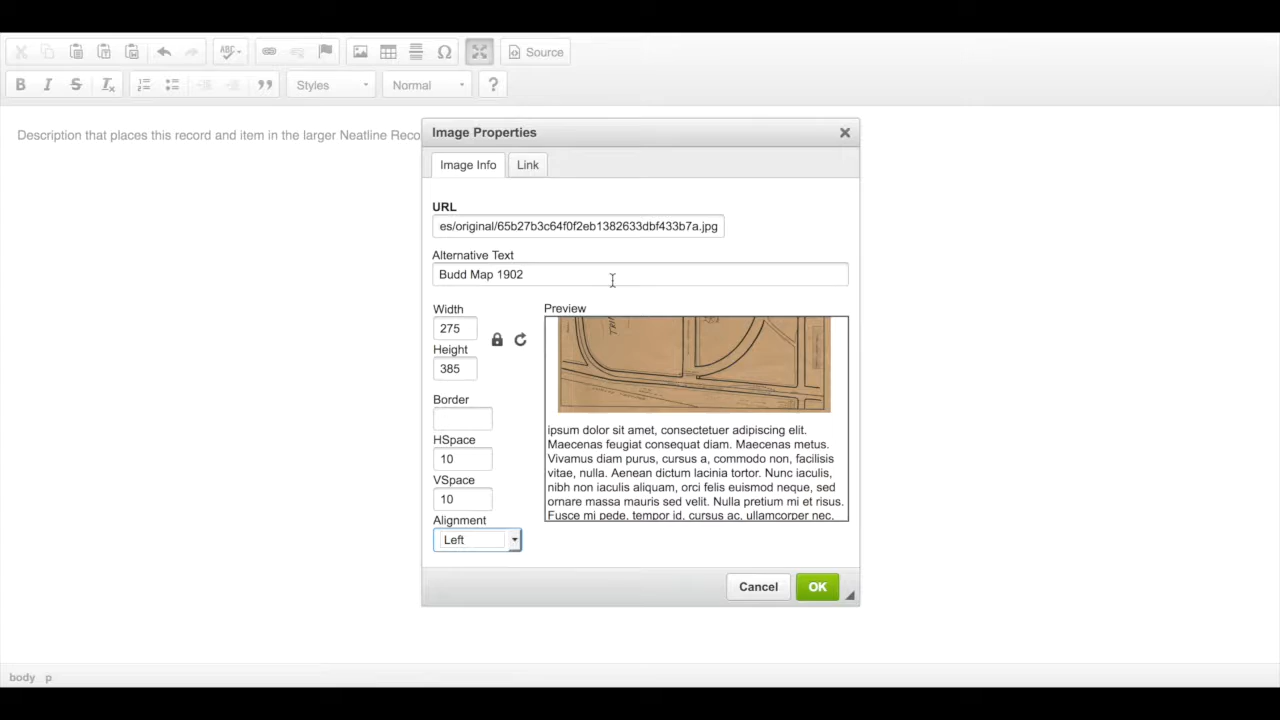 ABC
Source
B I S Tx
Styles
Normal
?
Description that places this record and item in the larger Neatline Reco
Image Properties
Image Info
Link
URL
es/original/65b27b3c64f0f2eb1382633dbf433b7a.jpg
Alternative Text
Budd Map 1902
Width
275
Height
385
Border
HSpace
10
VSpace
10
Alignment
Left
Preview
ipsum dolor sit amet, consectetuer adipiscing elit.
Maecenas feugiat consequat diam. Maecenas metus.
Vivamus diam purus, cursus a, commodo non, facilisis
vitae, nulla. Aenean dictum lacinia tortor. Nunc iaculis,
nibh non iaculis aliquam, orci felis euismod neque, sed
ornare massa mauris sed velit. Nulla pretium mi et risus.
Fusce mi pede, tempor id, cursus ac, ullamcorper nec,
Cancel
OK
body p